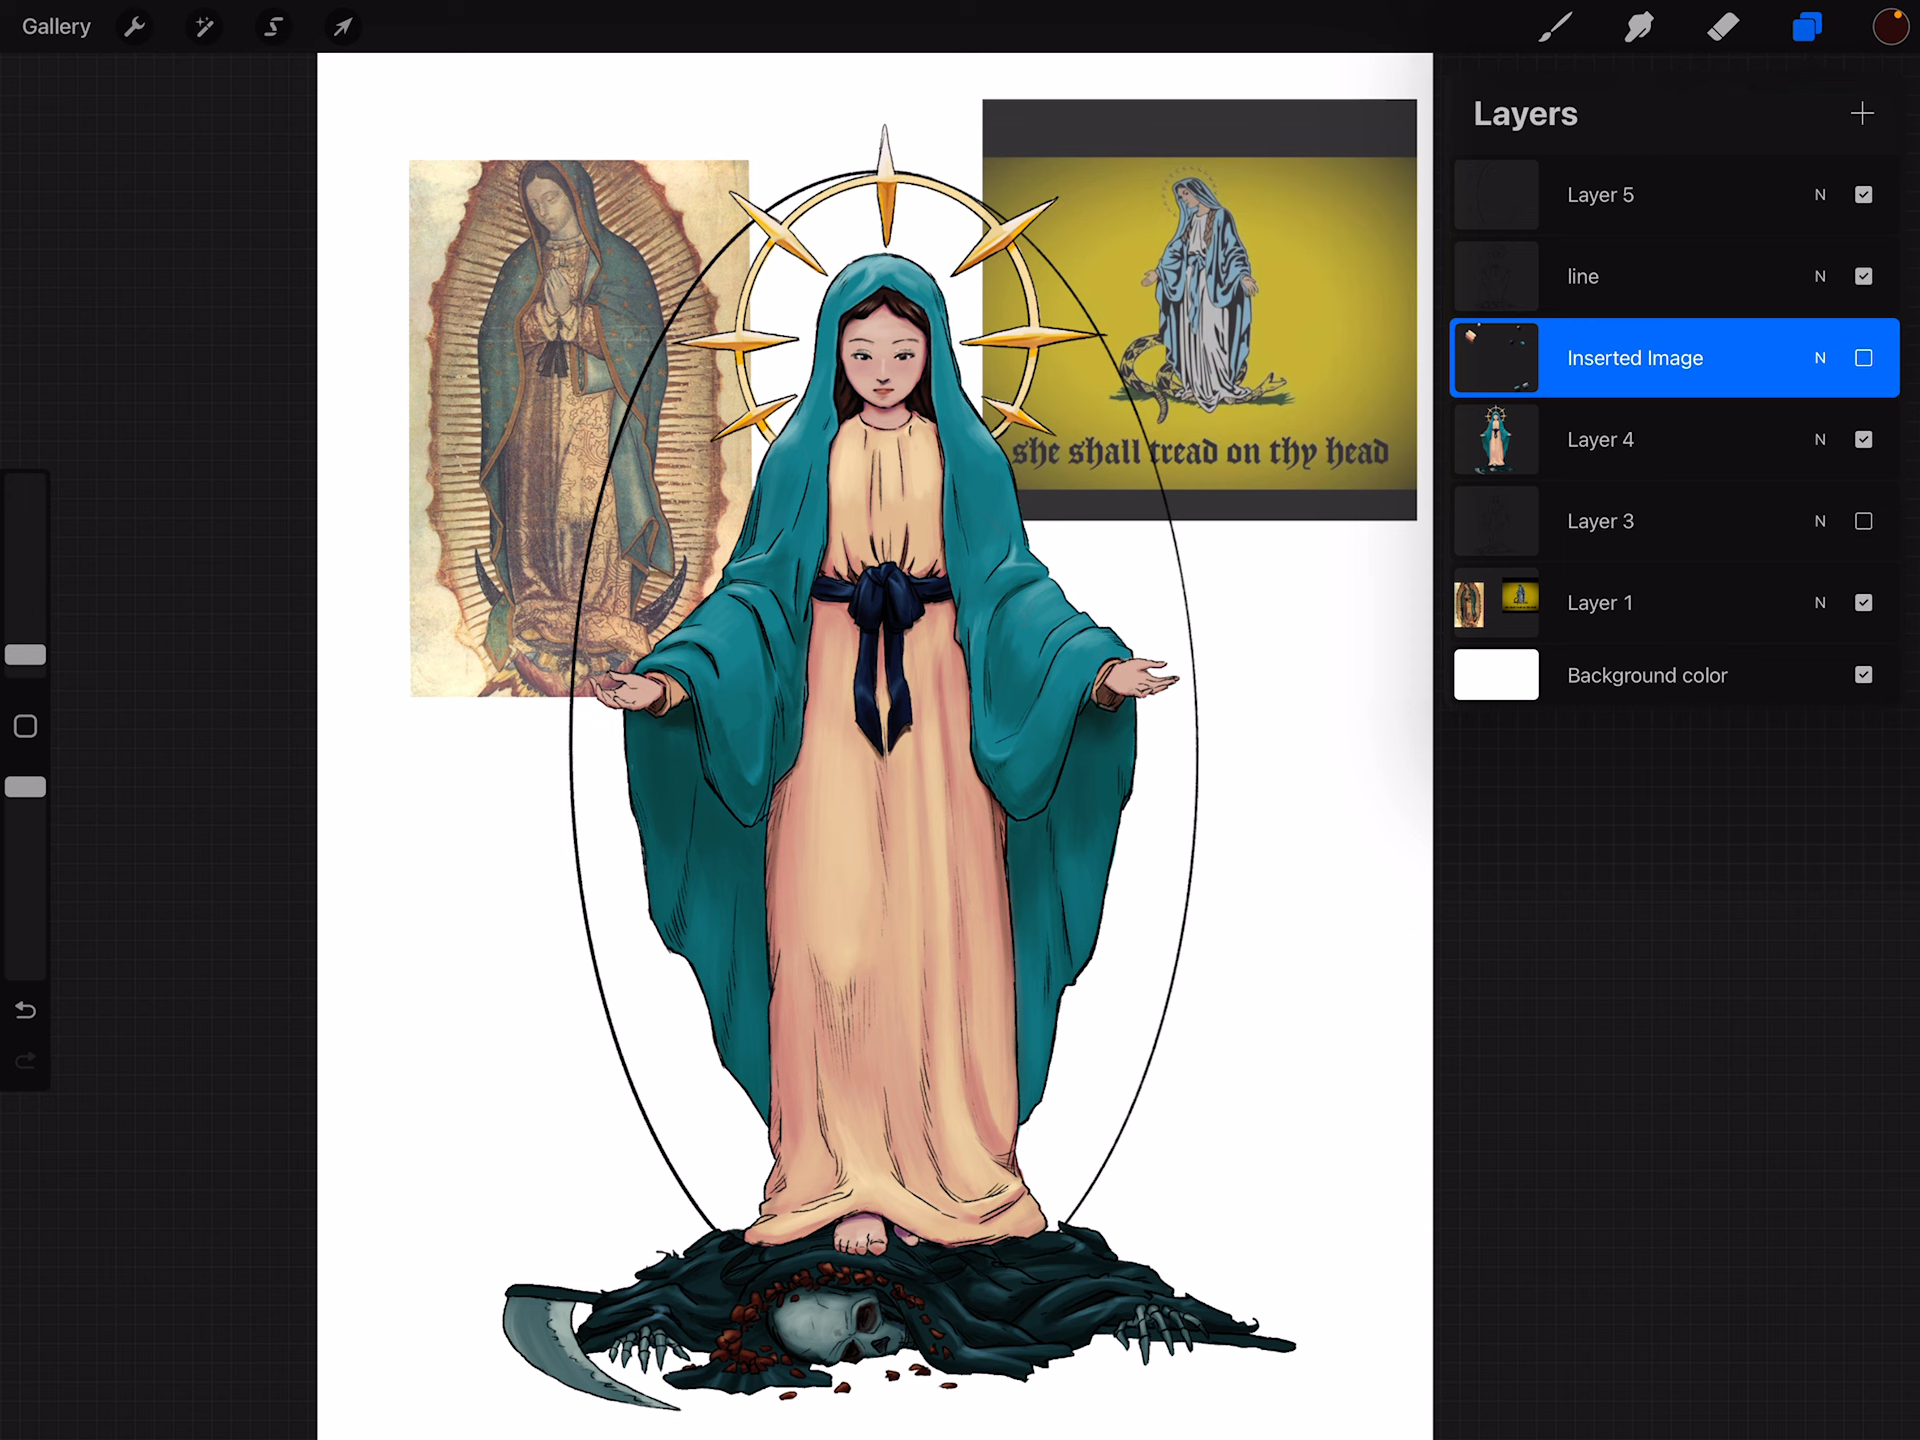 Gallery
Layers
Layer 5 N
line N
Inserted Image N
Layer 4 N
Layer 3 N
Layer 1 N
Background color
she shall tread on thy head